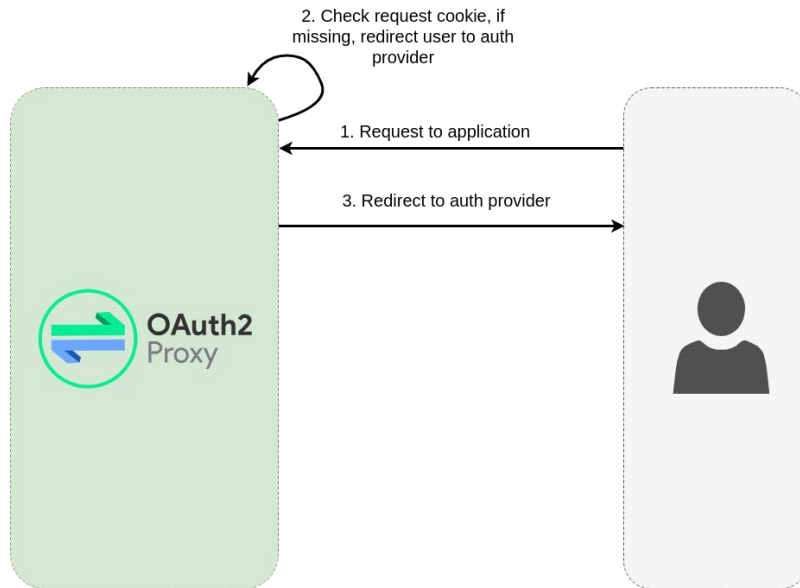 2. Check request cookie, if
missing, redirect user to auth
provider
1. Request to application
3. Redirect to auth provider
OAuth2
Proxy